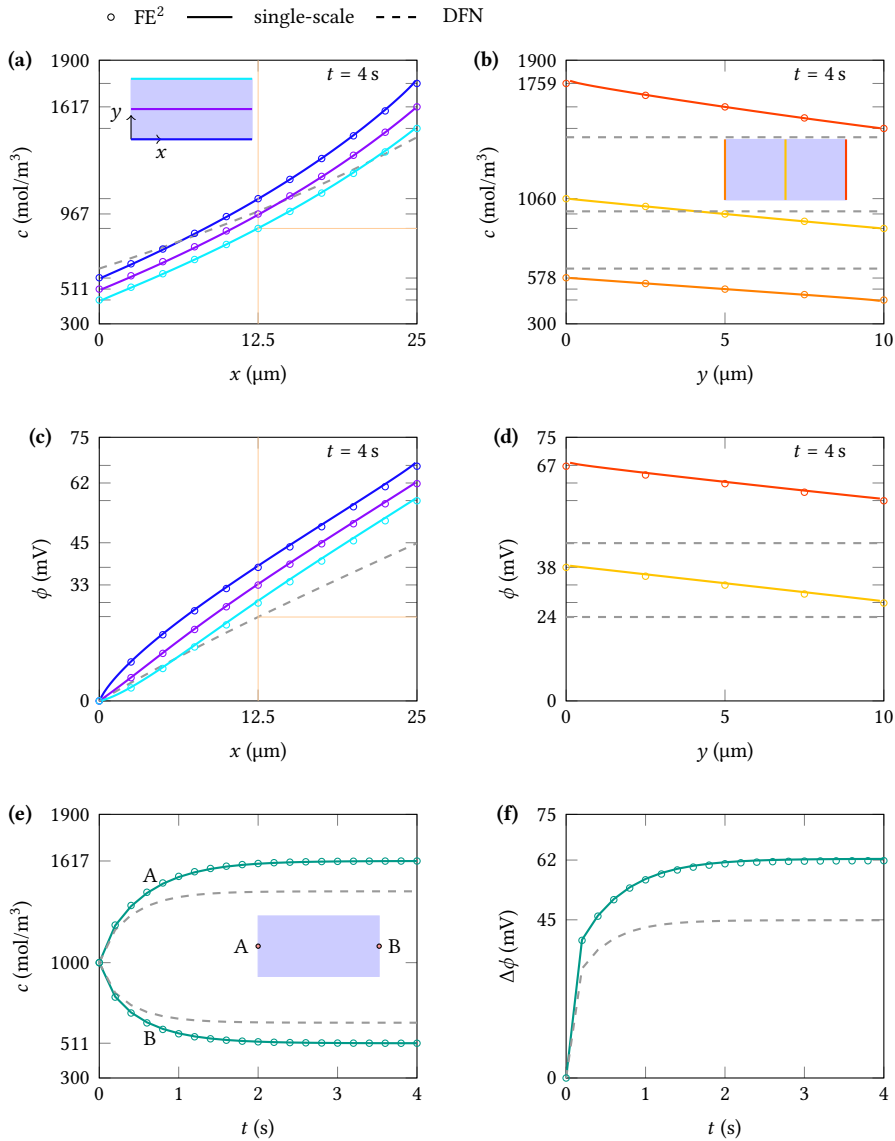 FE² single-scale DFN
(a) t = 4 s
1900
1617
967
511
300
c (mol/m³)
y
x
0 12.5 25
x (μm)
(b) t = 4 s
1900
1759
1060
578
300
c (mol/m³)
0 5 10
y (μm)
(c) t = 4 s
75
62
45
33
0
ϕ (mV)
0 12.5 25
x (μm)
(d) t = 4 s
75
67
38
24
0
ϕ (mV)
0 5 10
y (μm)
(e)
1900
1617
1000
511
300
c (mol/m³)
A
B
A B
0 1 2 3 4
t (s)
(f)
75
62
45
0
Δϕ (mV)
0 1 2 3 4
t (s)